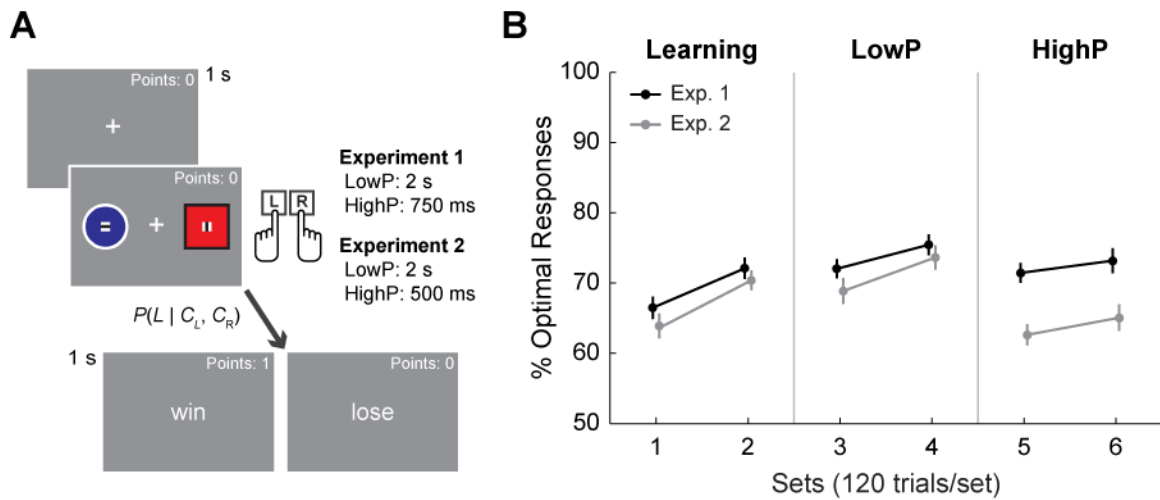 A
Points: 0
1 s
+
Points: 0
+
L R
Experiment 1
LowP: 2 s
HighP: 750 ms
Experiment 2
LowP: 2 s
HighP: 500 ms
P(L | C_L, C_R)
1 s
Points: 1
win
Points: 0
lose
B
Learning LowP HighP
100
90
80
70
60
50
% Optimal Responses
Exp. 1
Exp. 2
1 2 3 4 5 6
Sets (120 trials/set)